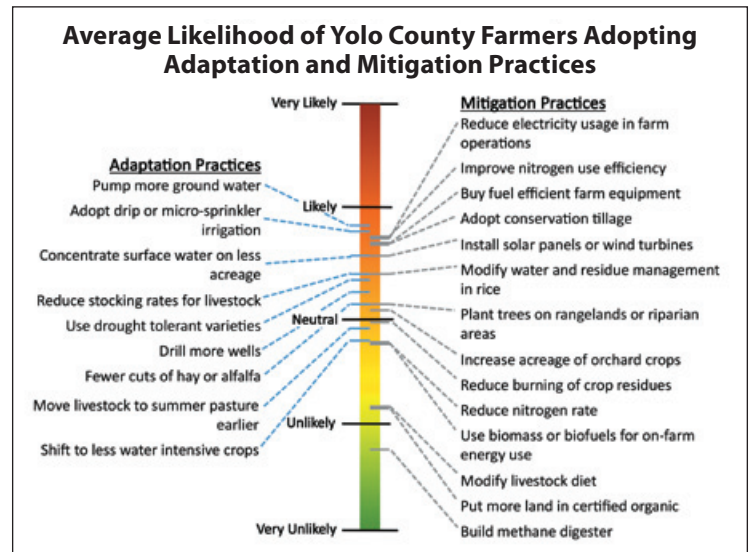 Average Likelihood of Yolo County Farmers Adopting
Adaptation and Mitigation Practices
Very Likely
Likely
Neutral
Unlikely
Very Unlikely
Adaptation Practices
Pump more ground water
Adopt drip or micro-sprinkler
irrigation
Concentrate surface water on less
acreage
Reduce stocking rates for livestock
Use drought tolerant varieties
Drill more wells
Fewer cuts of hay or alfalfa
Move livestock to summer pasture
earlier
Shift to less water intensive crops
Mitigation Practices
Reduce electricity usage in farm
operations
Improve nitrogen use efficiency
Buy fuel efficient farm equipment
Adopt conservation tillage
Install solar panels or wind turbines
Modify water and residue management
in rice
Plant trees on rangelands or riparian
areas
Increase acreage of orchard crops
Reduce burning of crop residues
Reduce nitrogen rate
Use biomass or biofuels for on-farm
energy use
Modify livestock diet
Put more land in certified organic
Build methane digester